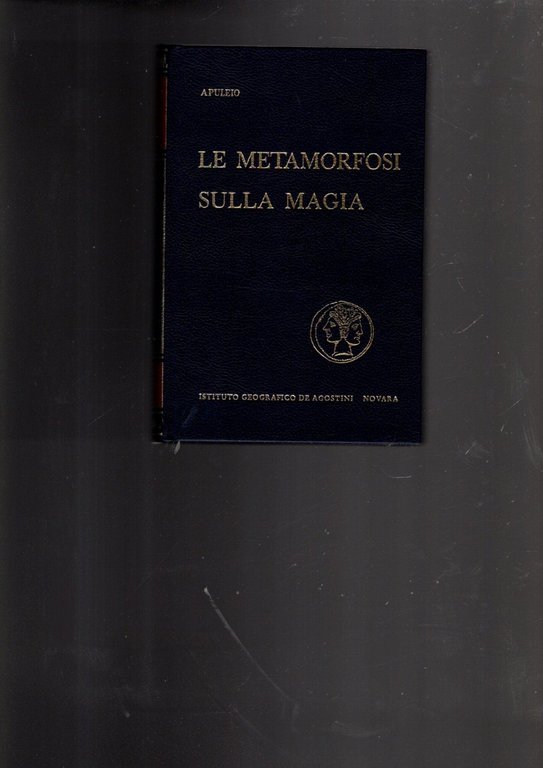 APULEIO
LE METAMORFOSI
SULLA MAGIA
ISTITUTO GEOGRAFICO DE AGOSTINI NOVARA